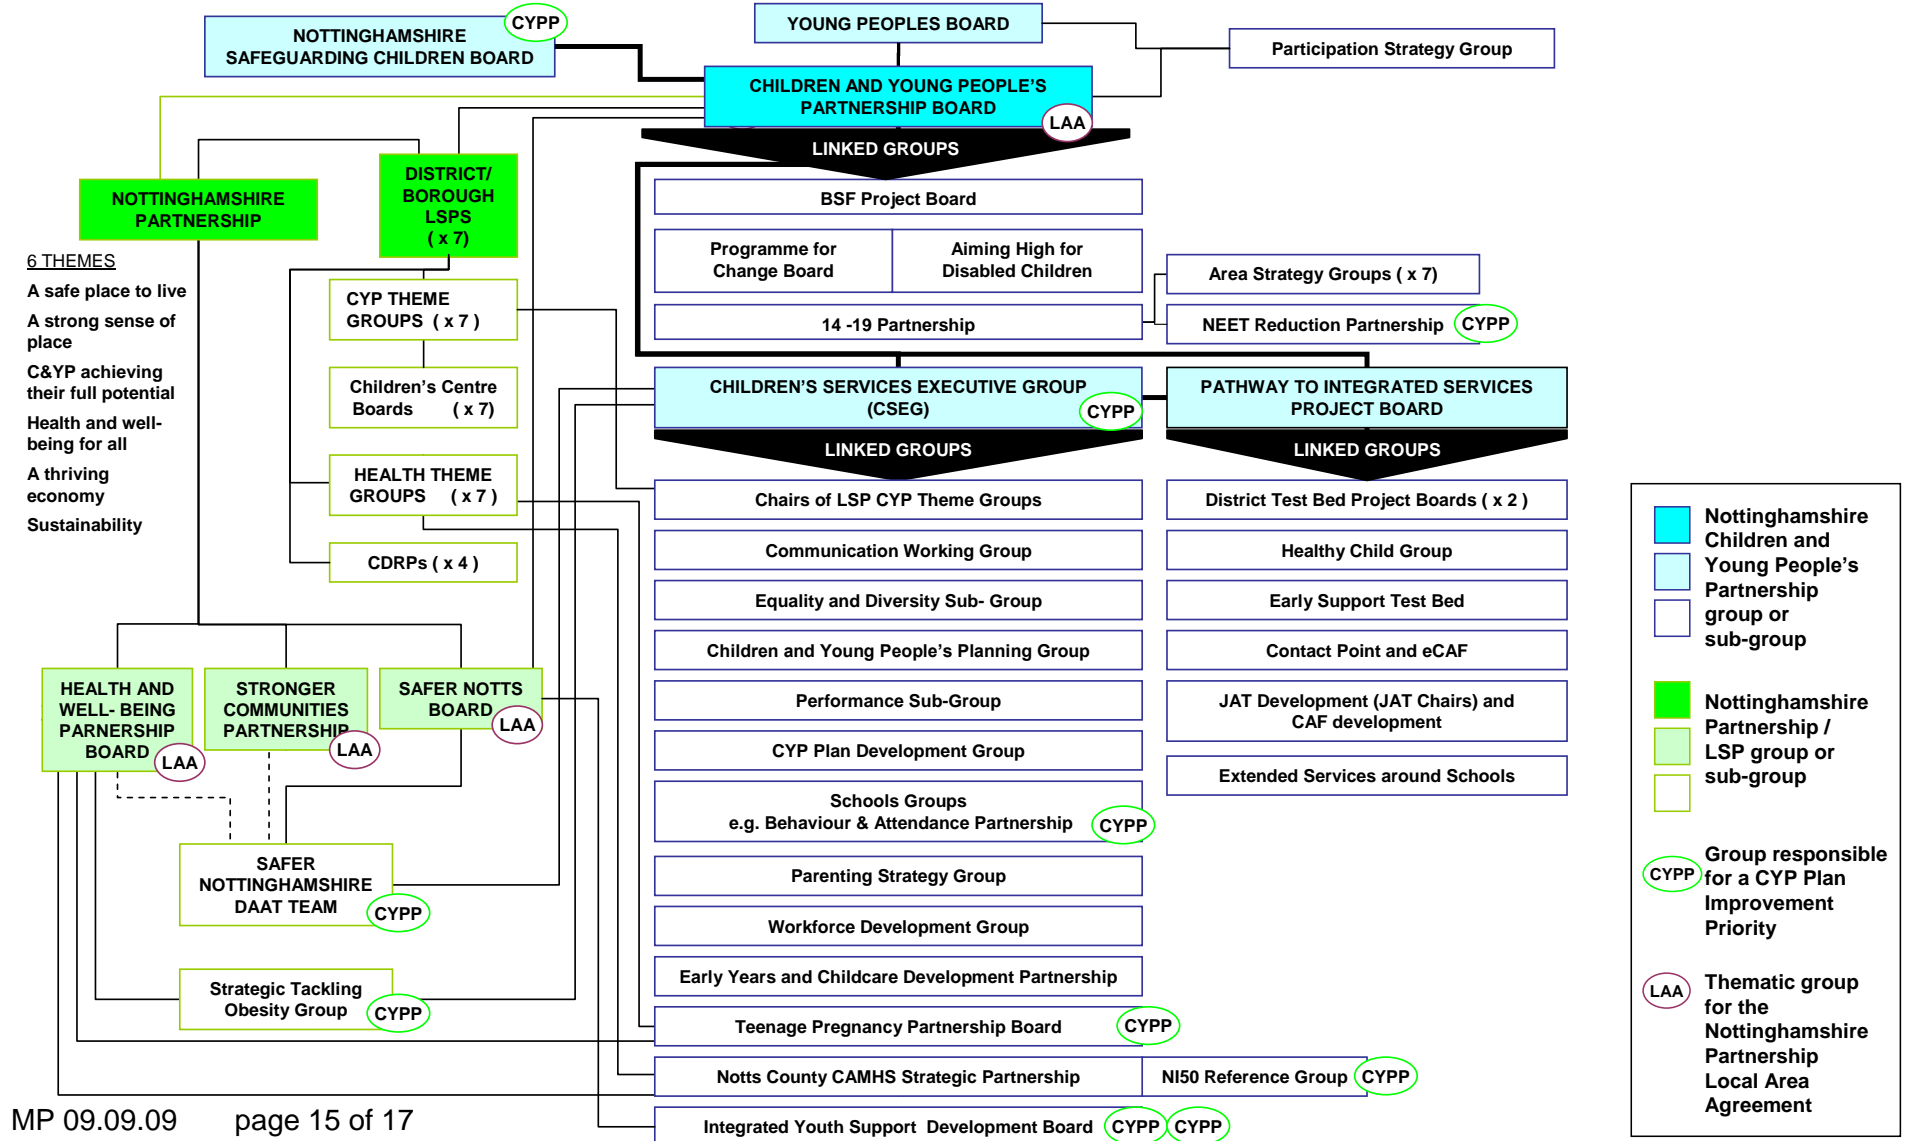 NOTTINGHAMSHIRE
SAFEGUARDING CHILDREN BOARD
CYPP
YOUNG PEOPLES BOARD
Participation Strategy Group
CHILDREN AND YOUNG PEOPLE'S
PARTNERSHIP BOARD
LAA
LINKED GROUPS
NOTTINGHAMSHIRE
PARTNERSHIP
DISTRICT/
BOROUGH
LSPS
( x 7)
BSF Project Board
Programme for
Change Board
Aiming High for
Disabled Children
14 -19 Partnership
Area Strategy Groups ( x 7)
NEET Reduction Partnership
CYPP
6 THEMES
A safe place to live
A strong sense of
place
C&YP achieving
their full potential
Health and well-
being for all
A thriving
economy
Sustainability
CYP THEME
GROUPS ( x 7 )
Children's Centre
Boards ( x 7)
HEALTH THEME
GROUPS ( x 7 )
CDRPs ( x 4 )
CHILDREN'S SERVICES EXECUTIVE GROUP
(CSEG)
CYPP
PATHWAY TO INTEGRATED SERVICES
PROJECT BOARD
LINKED GROUPS
LINKED GROUPS
Chairs of LSP CYP Theme Groups
Communication Working Group
Equality and Diversity Sub- Group
Children and Young People's Planning Group
Performance Sub-Group
CYP Plan Development Group
Schools Groups
e.g. Behaviour & Attendance Partnership
CYPP
Parenting Strategy Group
Workforce Development Group
Early Years and Childcare Development Partnership
Teenage Pregnancy Partnership Board
CYPP
Notts County CAMHS Strategic Partnership
NI50 Reference Group
CYPP
Integrated Youth Support Development Board
CYPP
CYPP
District Test Bed Project Boards ( x 2 )
Healthy Child Group
Early Support Test Bed
Contact Point and eCAF
JAT Development (JAT Chairs) and
CAF development
Extended Services around Schools
HEALTH AND
WELL- BEING
PARNERSHIP
BOARD
LAA
STRONGER
COMMUNITIES
PARTNERSHIP
LAA
SAFER NOTTS
BOARD
LAA
SAFER
NOTTINGHAMSHIRE
DAAT TEAM
CYPP
Strategic Tackling
Obesity Group
CYPP
Nottinghamshire
Children and
Young People's
Partnership
group or
sub-group
Nottinghamshire
Partnership /
LSP group or
sub-group
CYPP
Group responsible
for a CYP Plan
Improvement
Priority
LAA
Thematic group
for the
Nottinghamshire
Partnership
Local Area
Agreement
MP 09.09.09 page 15 of 17